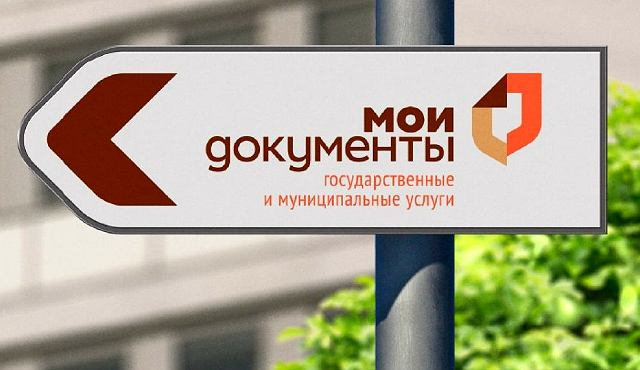 мои
документы
государственные
и муниципальные услуги